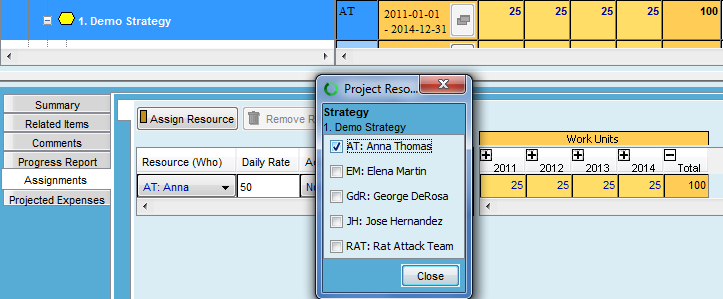 1. Demo Strategy
AT
2011-01-01
- 2014-12-31
25 25 25 25 100
Project Reso...
Strategy
1. Demo Strategy
AT: Anna Thomas
EM: Elena Martin
GdR: George DeRosa
JH: Jose Hernandez
RAT: Rat Attack Team
Close
Summary
Related Items
Comments
Progress Report
Assignments
Projected Expenses
Assign Resource
Remove R
Work Units
Resource (Who) Daily Rate
2011 2012 2013 2014 Total
AT: Anna 50
25 25 25 25 100